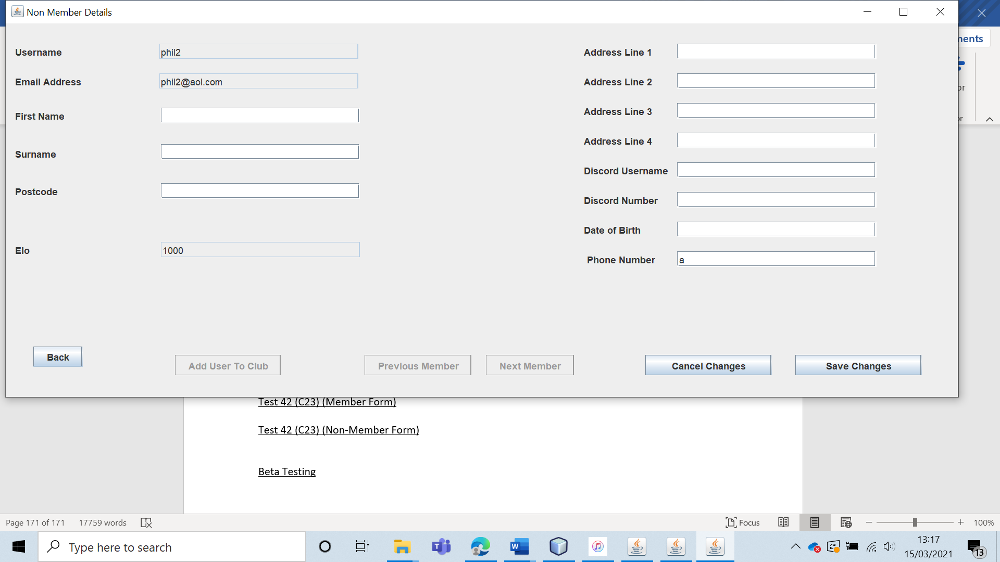 Non Member Details
Username phil2
Email Address phil2@aol.com
First Name
Surname
Postcode
Elo 1000
Address Line 1
Address Line 2
Address Line 3
Address Line 4
Discord Username
Discord Number
Date of Birth
Phone Number a
Back
Add User To Club
Previous Member
Next Member
Cancel Changes
Save Changes
Test 42 (C23) (Member Form)
Test 42 (C23) (Non-Member Form)
Beta Testing
Page 171 of 171 17759 words
Focus
100%
Type here to search
13:17
15/03/2021
13